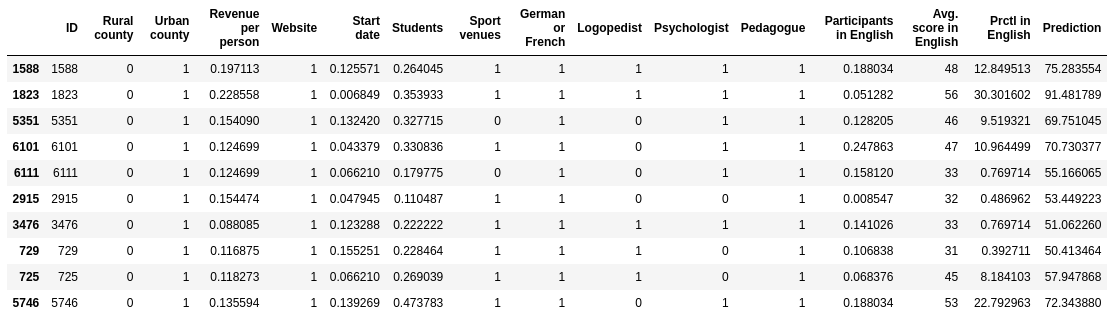 ID Rural county Urban county Revenue per person Website Start date Students Sport venues German or French Logopedist Psychologist Pedagogue Participants in English Avg. score in English Prctl in English Prediction
1588 1588 0 1 0.197113 1 0.125571 0.264045 1 1 1 1 1 0.188034 48 12.849513 75.283554
1823 1823 0 1 0.228558 1 0.006849 0.353933 1 1 1 1 1 0.051282 56 30.301602 91.481789
5351 5351 0 1 0.154090 1 0.132420 0.327715 0 1 0 1 1 0.128205 46 9.519321 69.751045
6101 6101 0 1 0.124699 1 0.043379 0.330836 1 1 0 1 1 0.247863 47 10.964499 70.730377
6111 6111 0 1 0.124699 1 0.066210 0.179775 0 1 0 1 1 0.158120 33 0.769714 55.166065
2915 2915 0 1 0.154474 1 0.047945 0.110487 1 1 0 0 1 0.008547 32 0.486962 53.449223
3476 3476 0 1 0.088085 1 0.123288 0.222222 1 1 1 1 1 0.141026 33 0.769714 51.062260
729 729 0 1 0.116875 1 0.155251 0.228464 1 1 1 0 1 0.106838 31 0.392711 50.413464
725 725 0 1 0.118273 1 0.066210 0.269039 1 1 1 0 1 0.068376 45 8.184103 57.947868
5746 5746 0 1 0.135594 1 0.139269 0.473783 1 1 0 1 1 0.188034 53 22.792963 72.343880